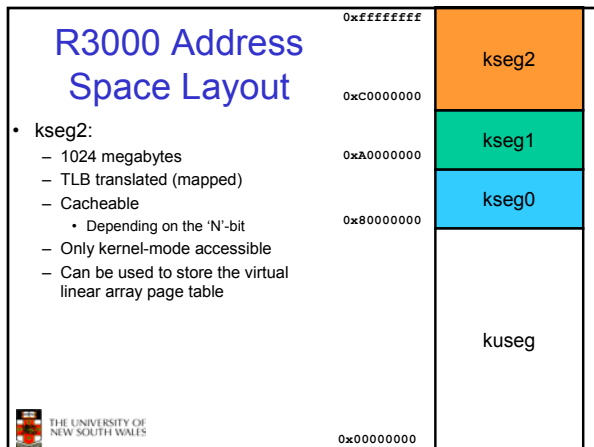 R3000 Address
Space Layout
• kseg2:
– 1024 megabytes
– TLB translated (mapped)
– Cacheable
• Depending on the ‘N’-bit
– Only kernel-mode accessible
– Can be used to store the virtual
linear array page table
0xffffffff
0xC0000000
0xA0000000
0x80000000
0x00000000
kseg2
kseg1
kseg0
kuseg
THE UNIVERSITY OF
NEW SOUTH WALES